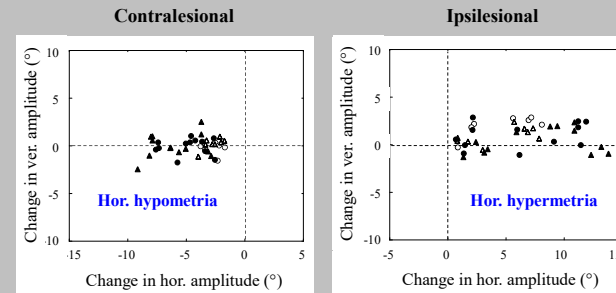 Contralesional
Ipsilesional
Change in ver. amplitude (°)
10
5
0
-5
-10
Hor. hypometria
-15
-10
-5
0
5
Change in hor. amplitude (°)
Change in ver. amplitude (°)
10
5
0
-5
-10
Hor. hypermetria
-5
0
5
10
Change in hor. amplitude (°)